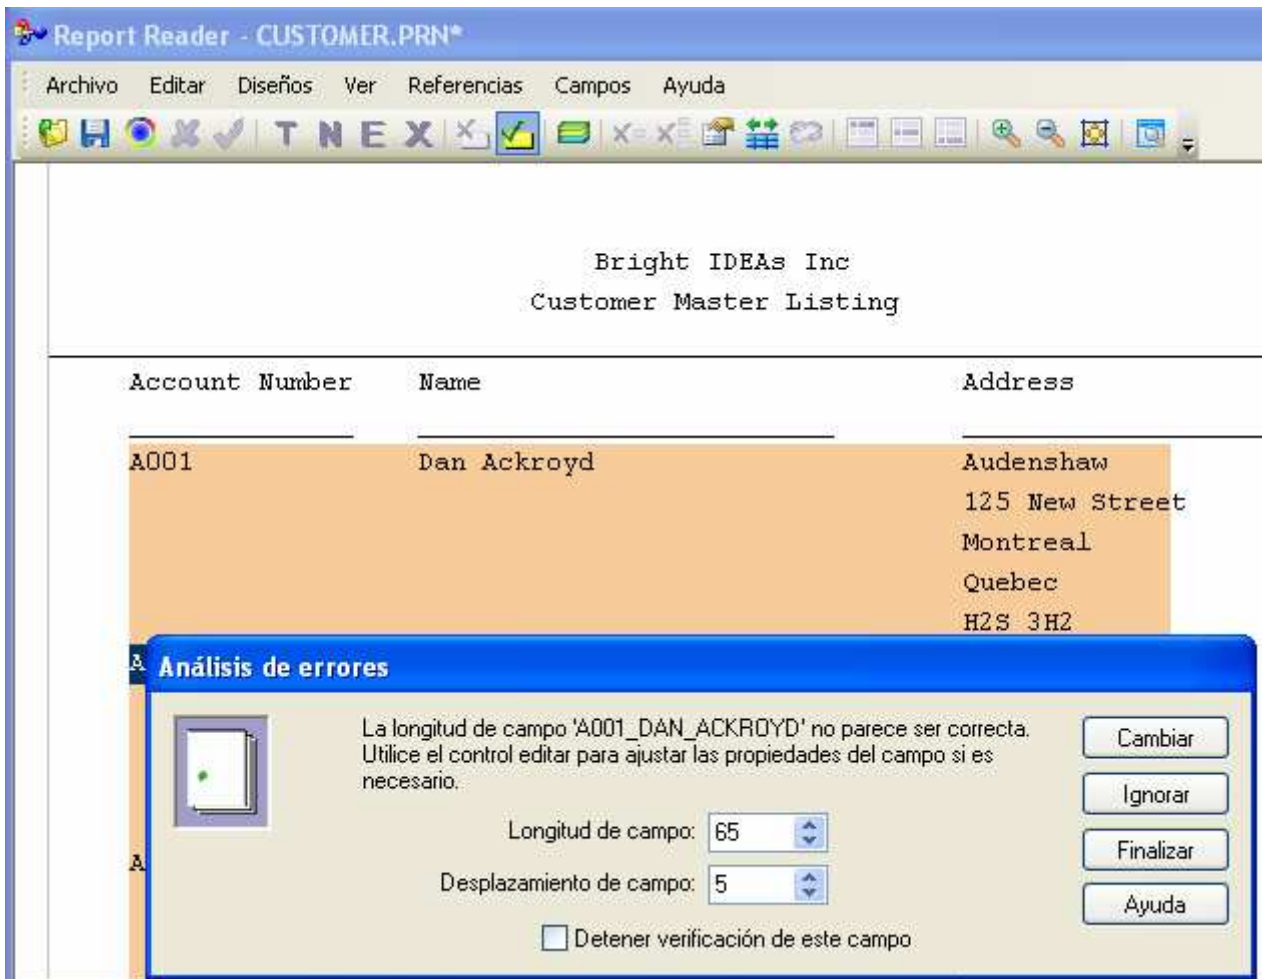 Report Reader - CUSTOMER.PRN*
Archivo Editar Diseños Ver Referencias Campos Ayuda
T N E X
Bright IDEAs Inc
Customer Master Listing
Account Number Name Address
A001 Dan Ackroyd Audenshaw
125 New Street
Montreal
Quebec
H2S 3H2
A
Análisis de errores
La longitud de campo 'A001_DAN_ACKROYD' no parece ser correcta.
Utilice el control editar para ajustar las propiedades del campo si es
necesario.
Cambiar
Ignorar
Longitud de campo: 65
Finalizar
A
Desplazamiento de campo: 5
Ayuda
Detener verificación de este campo